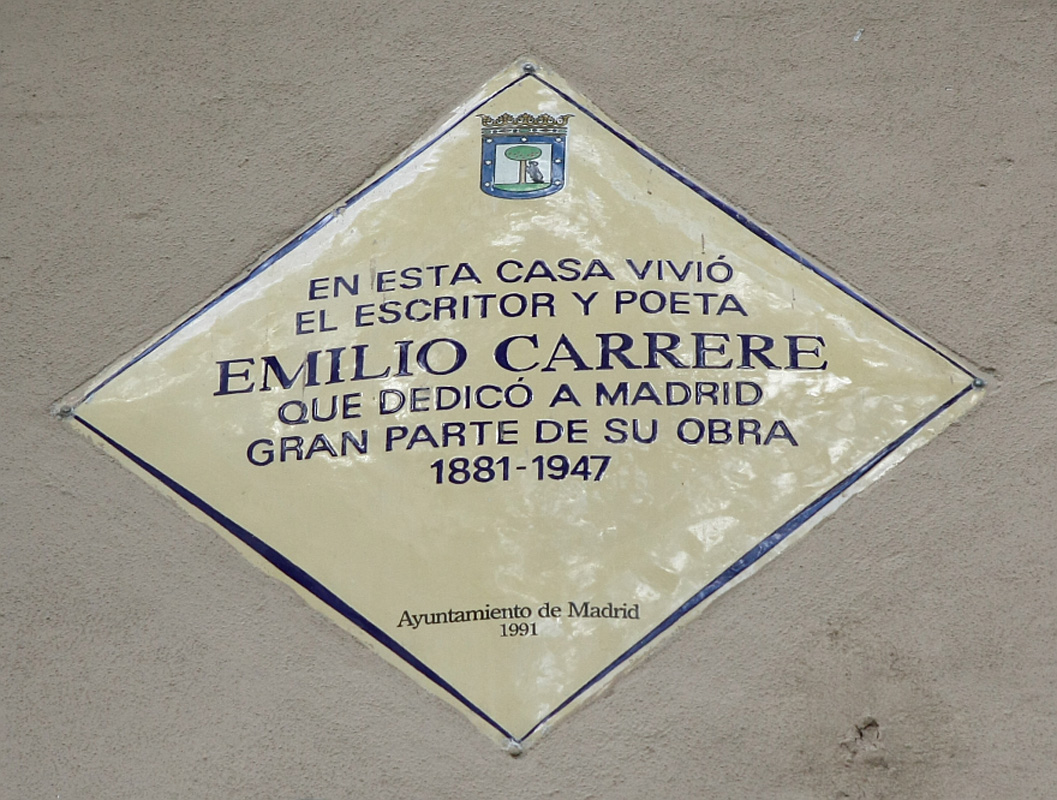 EN ESTA CASA VIVIÓ
EL ESCRITOR Y POETA
EMILIO CARRERE
QUE DEDICÓ A MADRID
GRAN PARTE DE SU OBRA
1881-1947
Ayuntamiento de Madrid
1991